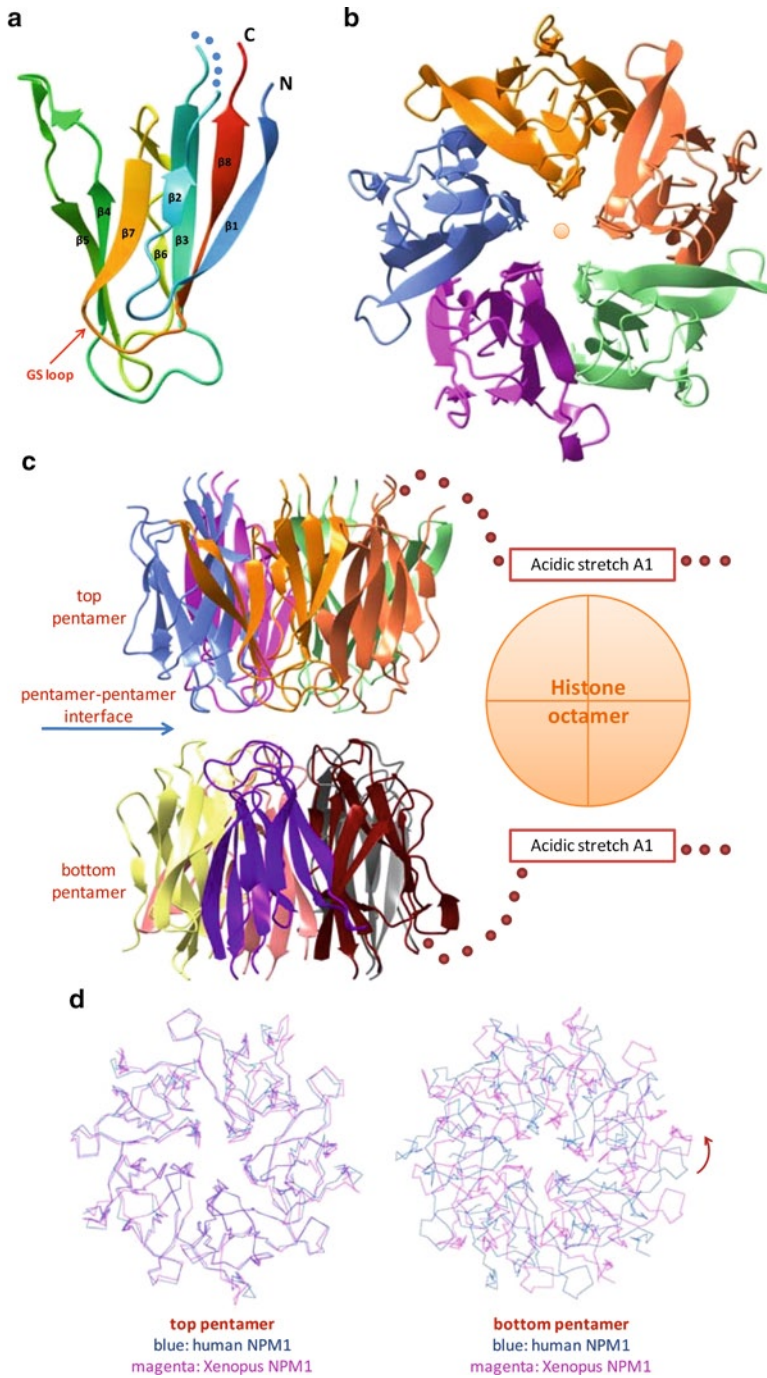 a
C
N
β8
β2
β1
β4
β7
β3
β5
β6
GS loop
b
c
top
pentamer
Acidic stretch A1
pentamer-pentamer
interface
Histone
octamer
bottom
pentamer
Acidic stretch A1
d
top pentamer
blue: human NPM1
magenta: Xenopus NPM1
bottom pentamer
blue: human NPM1
magenta: Xenopus NPM1